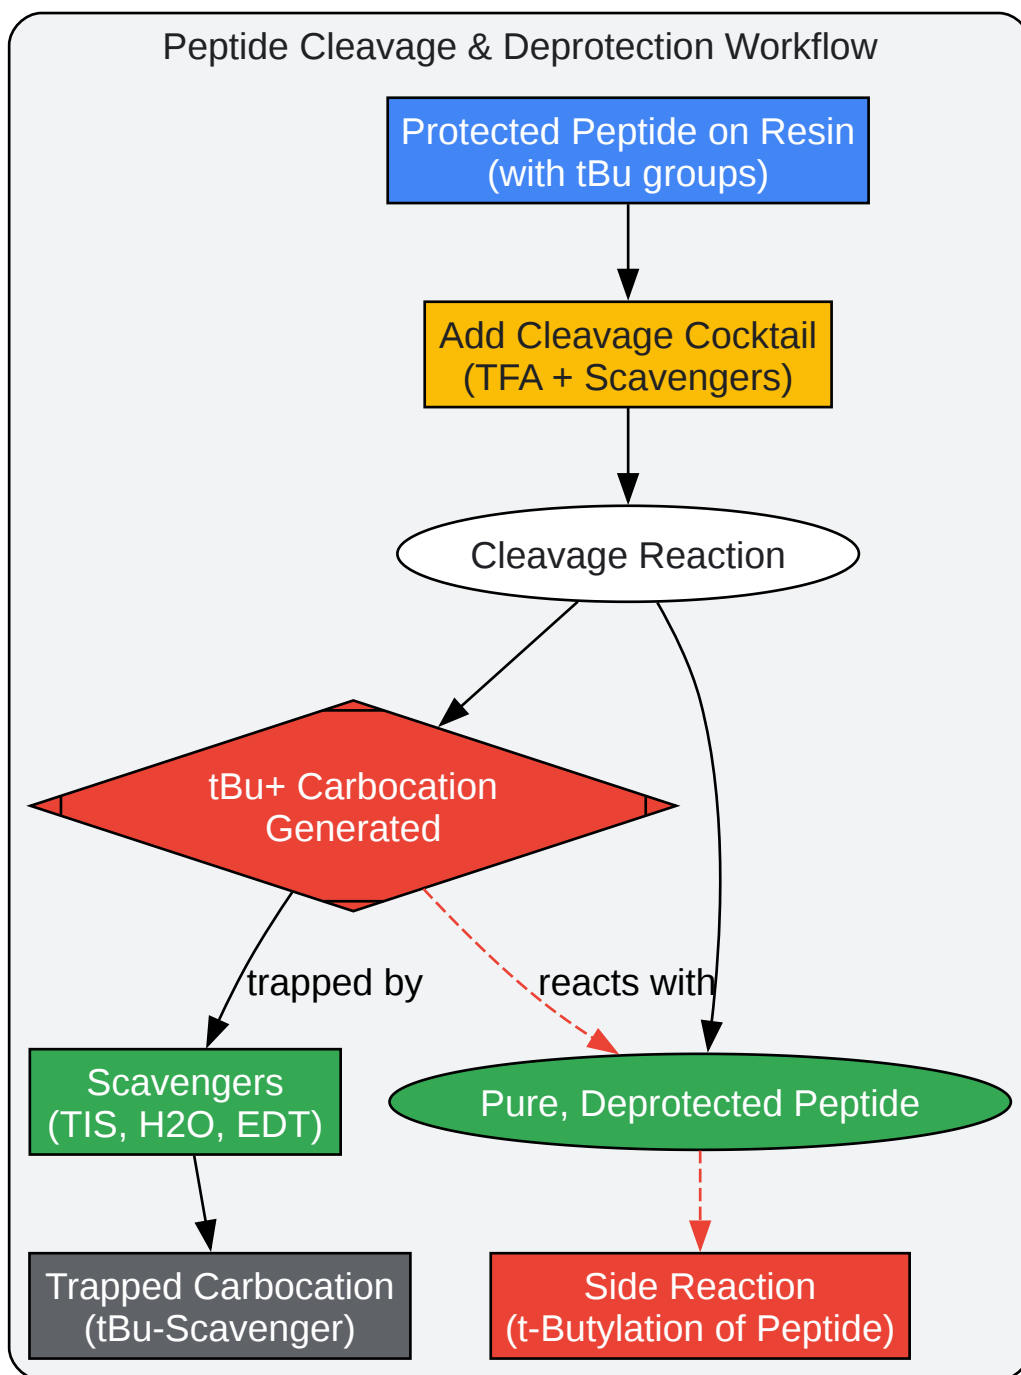 Peptide Cleavage & Deprotection Workflow
Protected Peptide on Resin
(with tBu groups)
Add Cleavage Cocktail
(TFA + Scavengers)
Cleavage Reaction
tBu+ Carbocation
Generated
trapped by
reacts with
Scavengers
(TIS, H2O, EDT)
Pure, Deprotected Peptide
Trapped Carbocation
(tBu-Scavenger)
Side Reaction
(t-Butylation of Peptide)